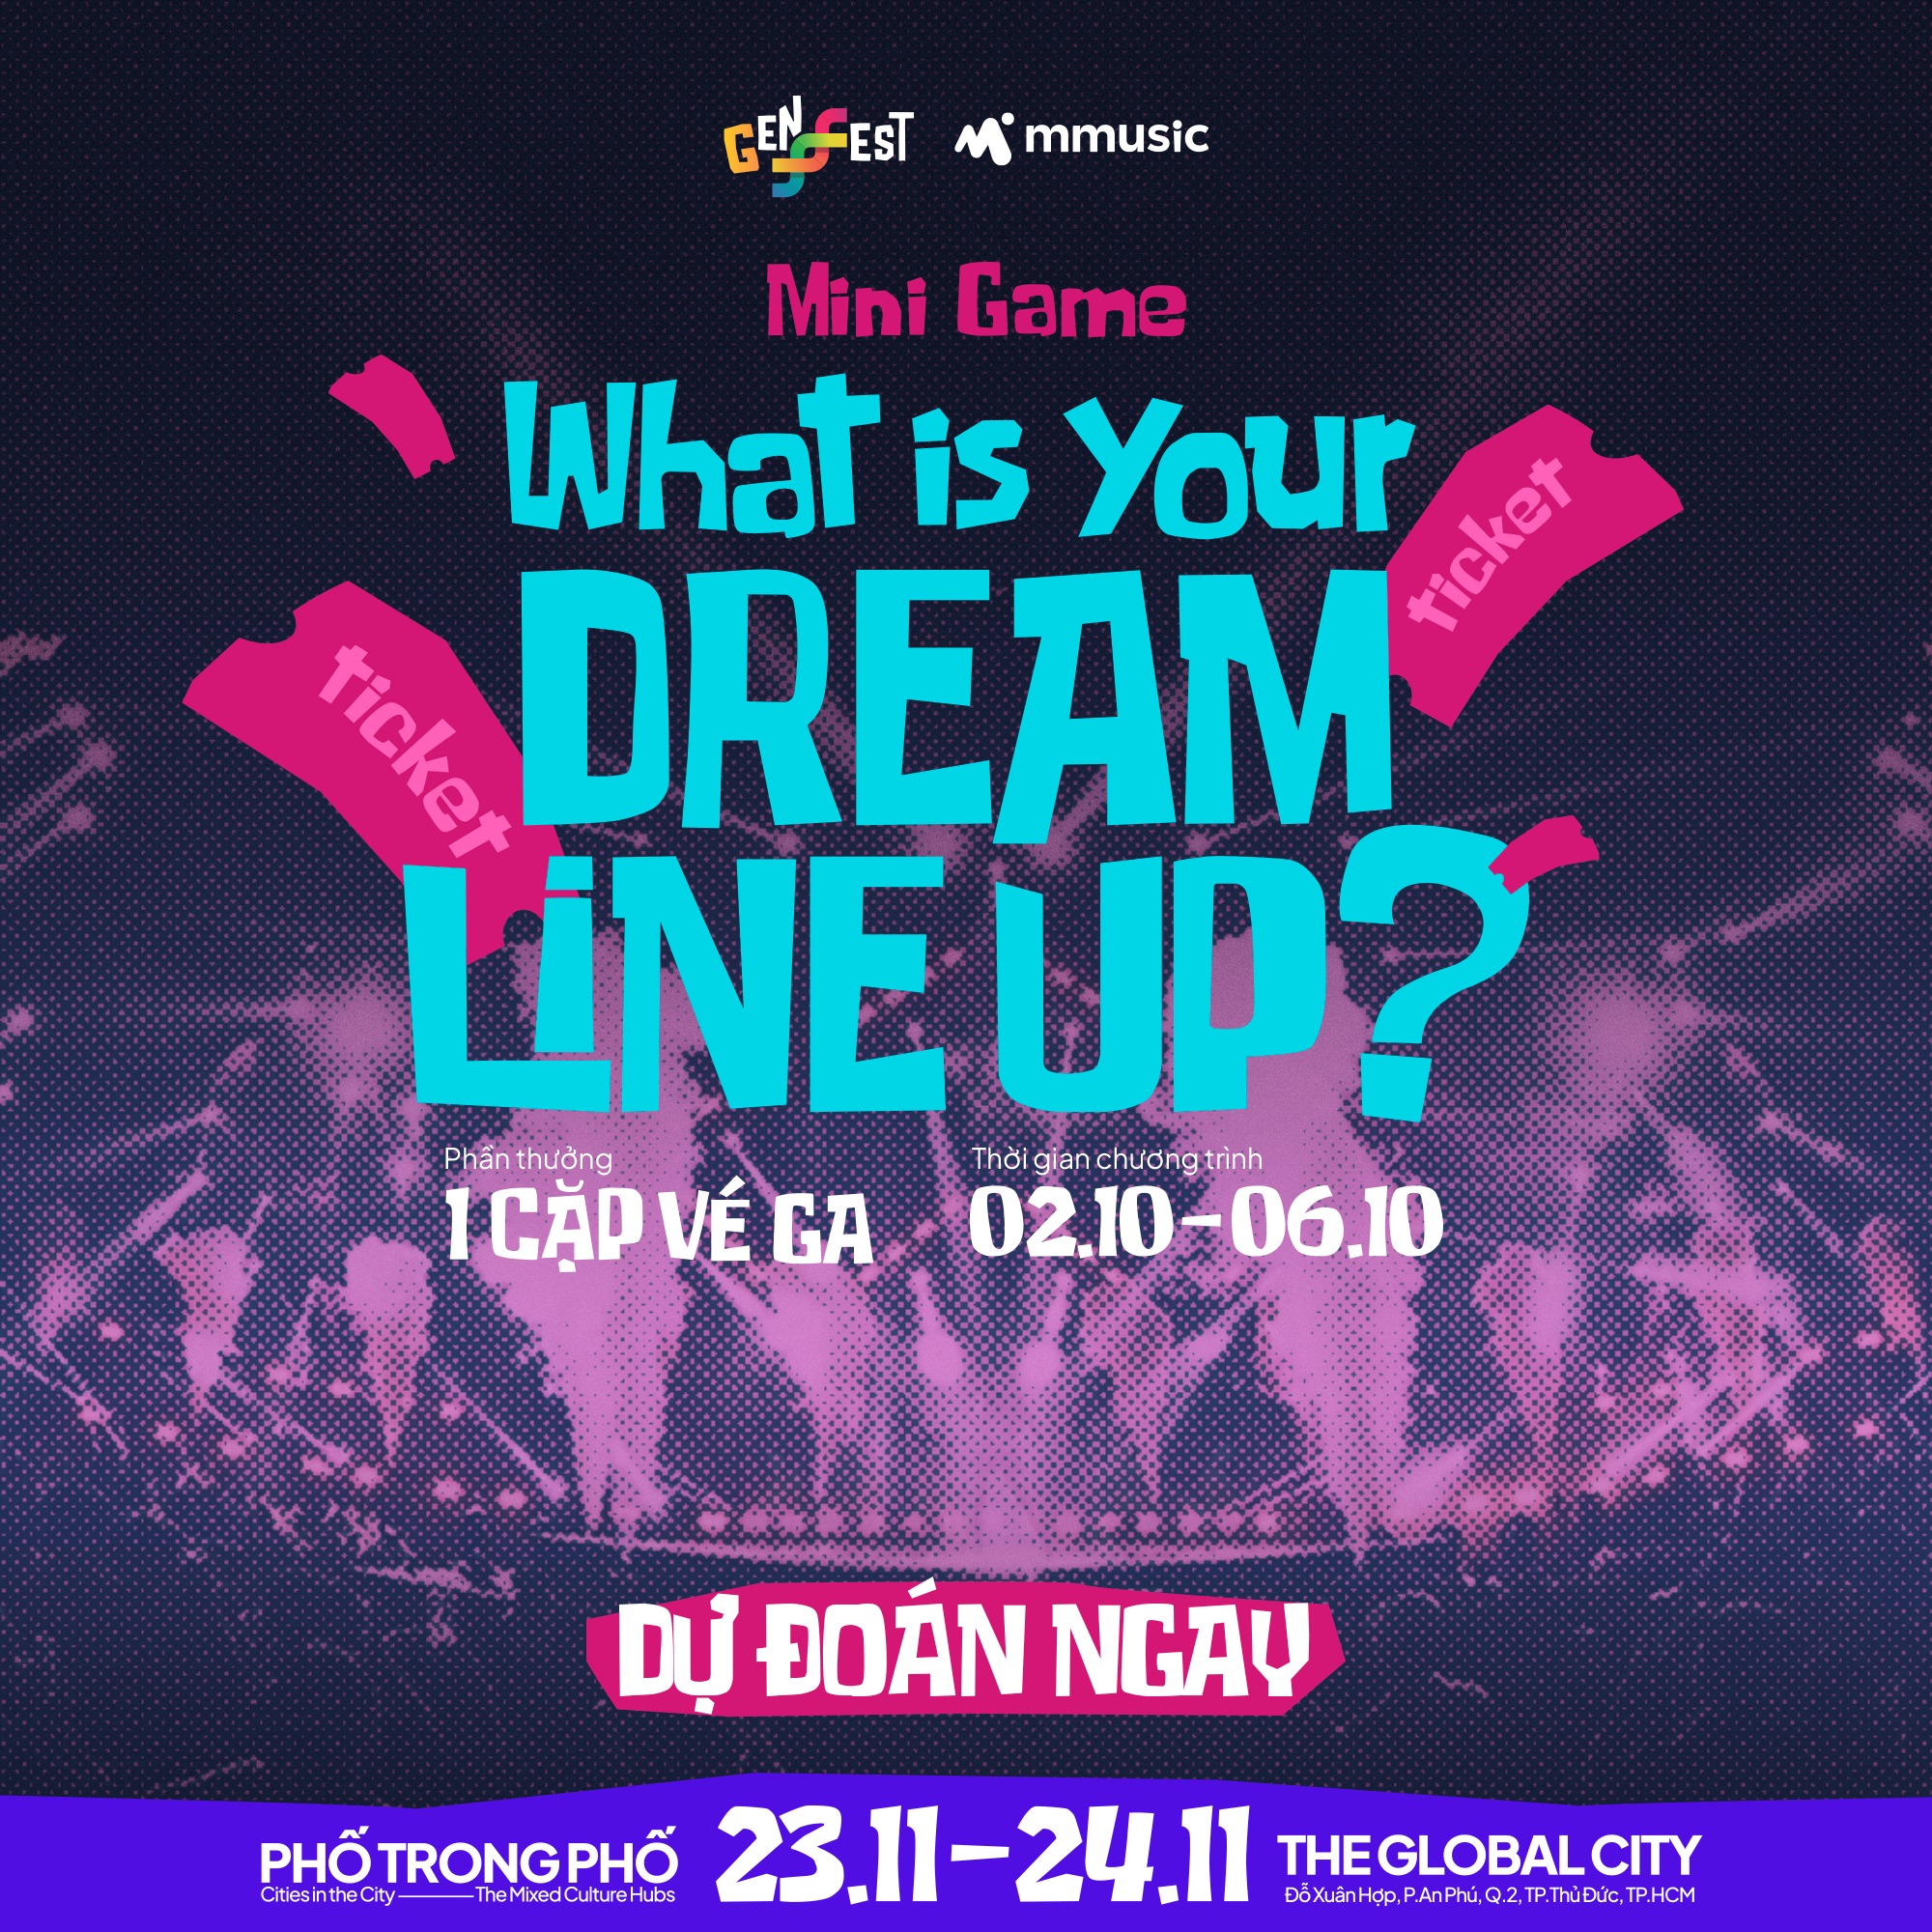 GENFEST mmusic
Mini Game
What is Your
DREAM
LiNE UP?
ticket
ticket
Phần thưởng
1 CẶP VÉ GA
Thời gian chương trình
02.10-06.10
DỰ ĐOÁN NGAY
PHỐ TRONG PHỐ
Cities in the City — The Mixed Culture Hubs
23.11-24.11
THE GLOBAL CITY
Đỗ Xuân Hợp, P.An Phú, Q.2, TP.Thủ Đức, TP.HCM